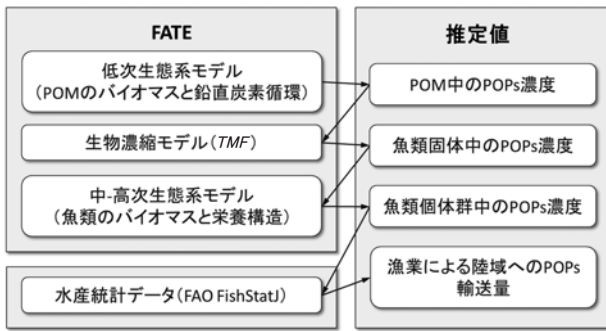 FATE
低次生態系モデル
(POMのバイオマスと鉛直炭素循環)
生物濃縮モデル(TMF)
中-高次生態系モデル
(魚類のバイオマスと栄養構造)
水産統計データ(FAO FishStatJ)
推定値
POM中のPOPs濃度
魚類固体中のPOPs濃度
魚類個体群中のPOPs濃度
漁業による陸域へのPOPs
輸送量